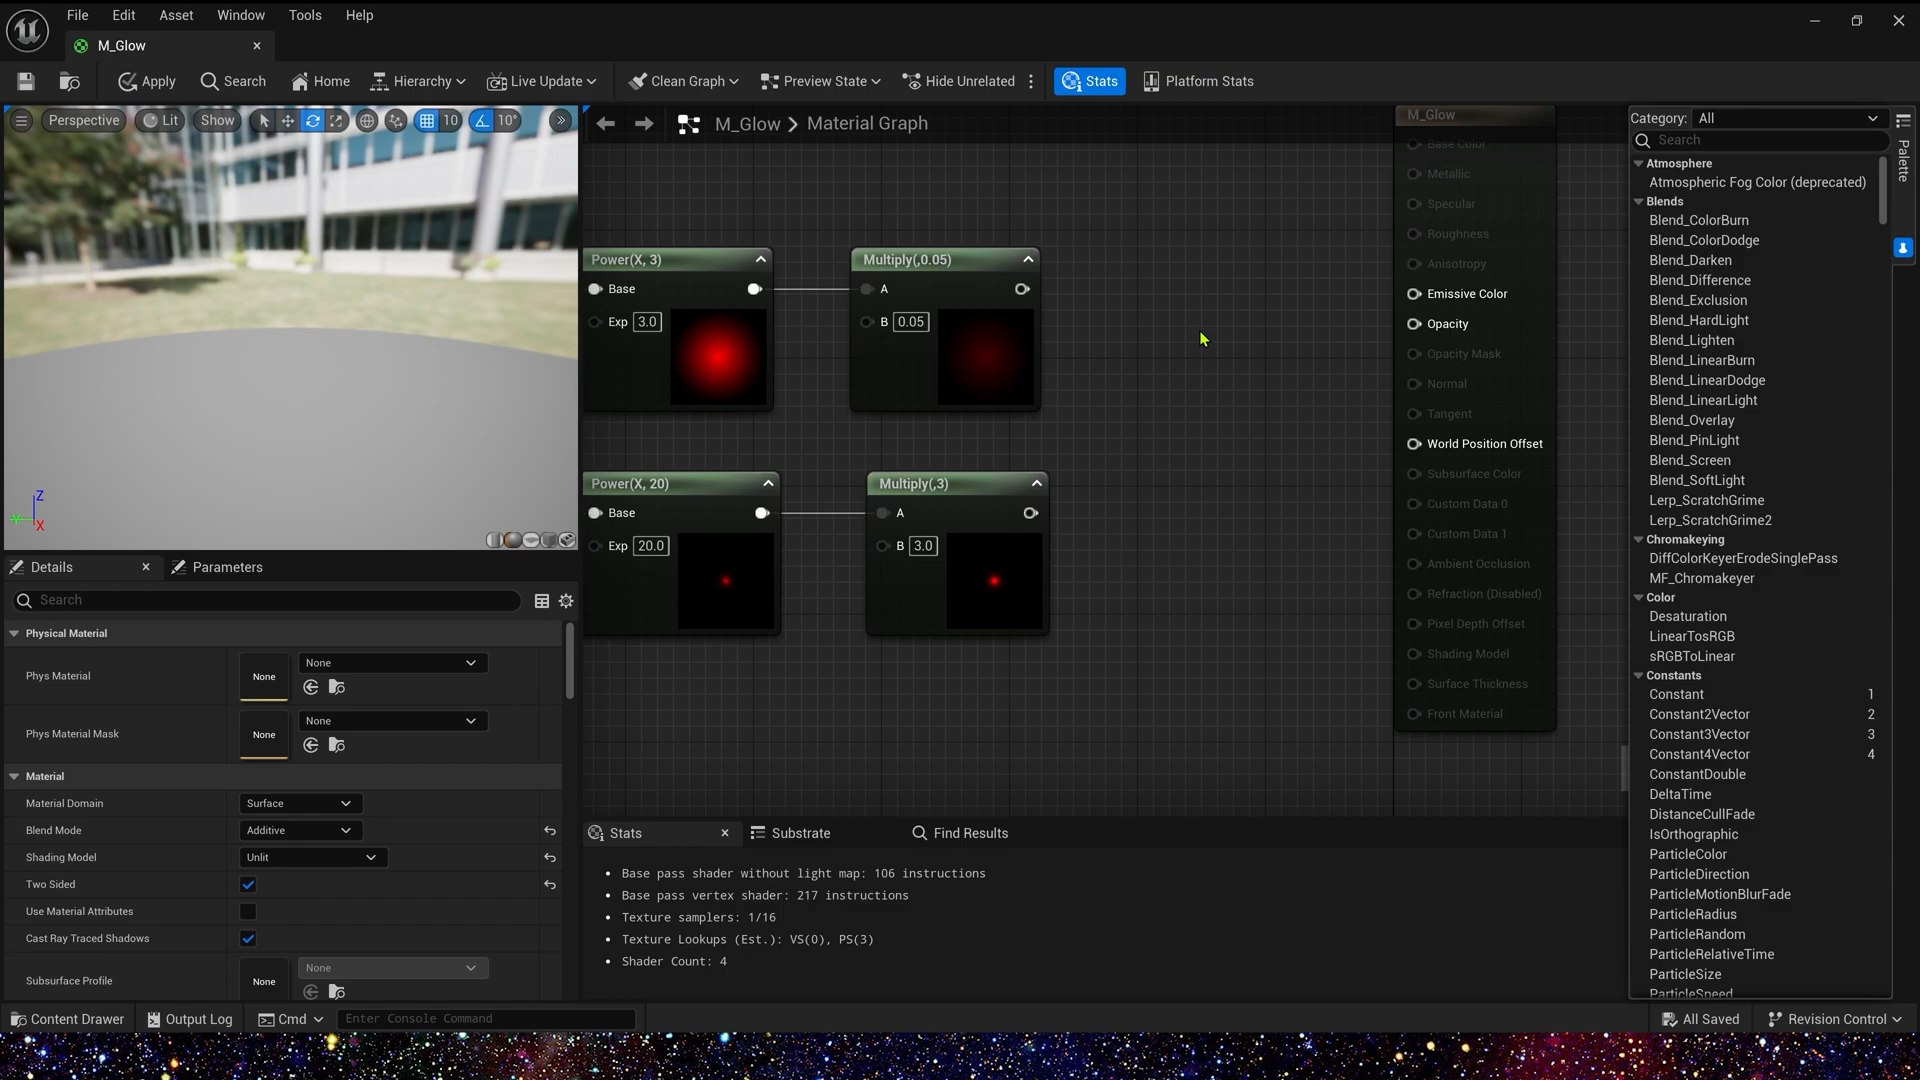 File Edit Asset Window Tools Help
M_Glow
Apply Search Home Hierarchy Live Update Clean Graph Preview State Hide Unrelated Stats Platform Stats
Perspective Lit Show 10 10°
M_Glow > Material Graph
Z
X
Power(X, 3)
Base
Exp 3.0
Multiply(,0.05)
A
B 0.05
Power(X, 20)
Base
Exp 20.0
Multiply(,3)
A
B 3.0
M_Glow
Base Color
Metallic
Specular
Roughness
Anisotropy
Emissive Color
Opacity
Opacity Mask
Normal
Tangent
World Position Offset
Subsurface Color
Custom Data 0
Custom Data 1
Ambient Occlusion
Refraction (Disabled)
Pixel Depth Offset
Shading Model
Surface Thickness
Front Material
Category: All
Search
Palette
Atmosphere
Atmospheric Fog Color (deprecated)
Blends
Blend_ColorBurn
Blend_ColorDodge
Blend_Darken
Blend_Difference
Blend_Exclusion
Blend_HardLight
Blend_Lighten
Blend_LinearBurn
Blend_LinearDodge
Blend_LinearLight
Blend_Overlay
Blend_PinLight
Blend_Screen
Blend_SoftLight
Lerp_ScratchGrime
Lerp_ScratchGrime2
Chromakeying
DiffColorKeyerErodeSinglePass
MF_Chromakeyer
Color
Desaturation
LinearTosRGB
sRGBToLinear
Constants
Constant 1
Constant2Vector 2
Constant3Vector 3
Constant4Vector 4
ConstantDouble
DeltaTime
DistanceCullFade
IsOrthographic
ParticleColor
ParticleDirection
ParticleMotionBlurFade
ParticleRadius
ParticleRandom
ParticleRelativeTime
ParticleSize
ParticleSpeed
Details Parameters
Search
Physical Material
Phys Material None None
Phys Material Mask None None
Material
Material Domain Surface
Blend Mode Additive
Shading Model Unlit
Two Sided
Use Material Attributes
Cast Ray Traced Shadows
Subsurface Profile None None
Stats Substrate Find Results
• Base pass shader without light map: 106 instructions
• Base pass vertex shader: 217 instructions
• Texture samplers: 1/16
• Texture Lookups (Est.): VS(0), PS(3)
• Shader Count: 4
Content Drawer Output Log Cmd Enter Console Command All Saved Revision Control